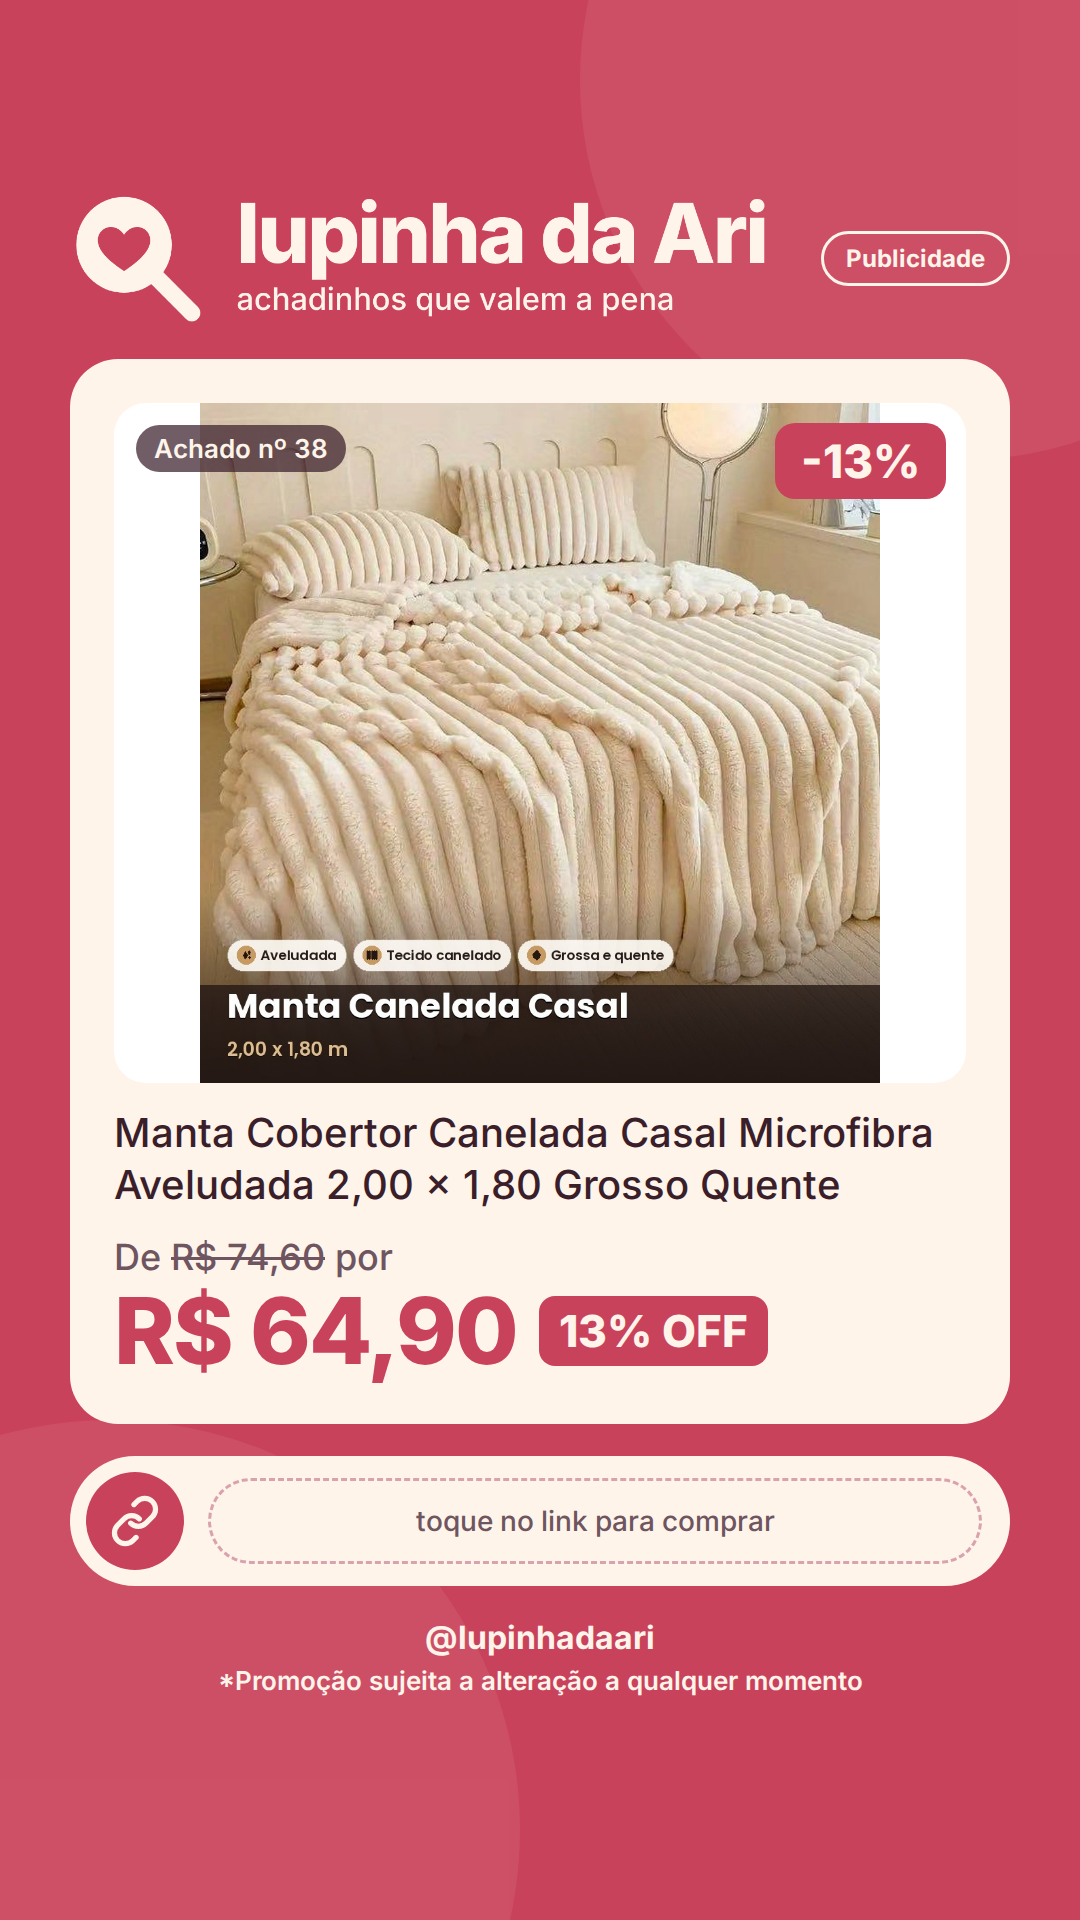 lupinha da Ari
achadinhos que valem a pena
Publicidade
Achado nº 38
-13%
Aveludada
Tecido canelado
Grossa e quente
Manta Canelada Casal
2,00 x 1,80 m
Manta Cobertor Canelada Casal Microfibra
Aveludada 2,00 × 1,80 Grosso Quente
De R$ 74,60 por
R$ 64,90
13% OFF
toque no link para comprar
@lupinhadaari
*Promoção sujeita a alteração a qualquer momento